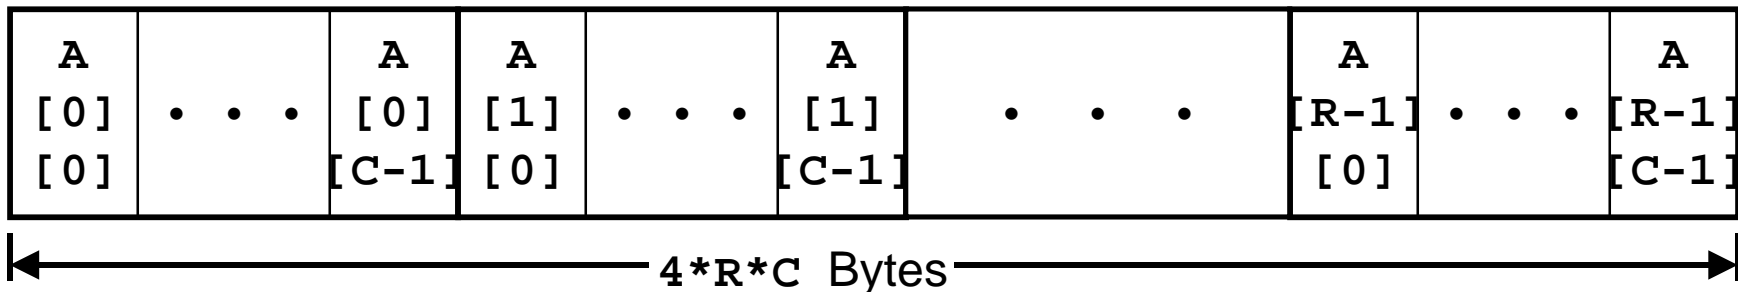 A A A A A A
[0] • • • [0] [1] • • • [1] • • • [R-1] • • • [R-1]
[0] [C-1] [0] [C-1] [0] [C-1]
4*R*C Bytes